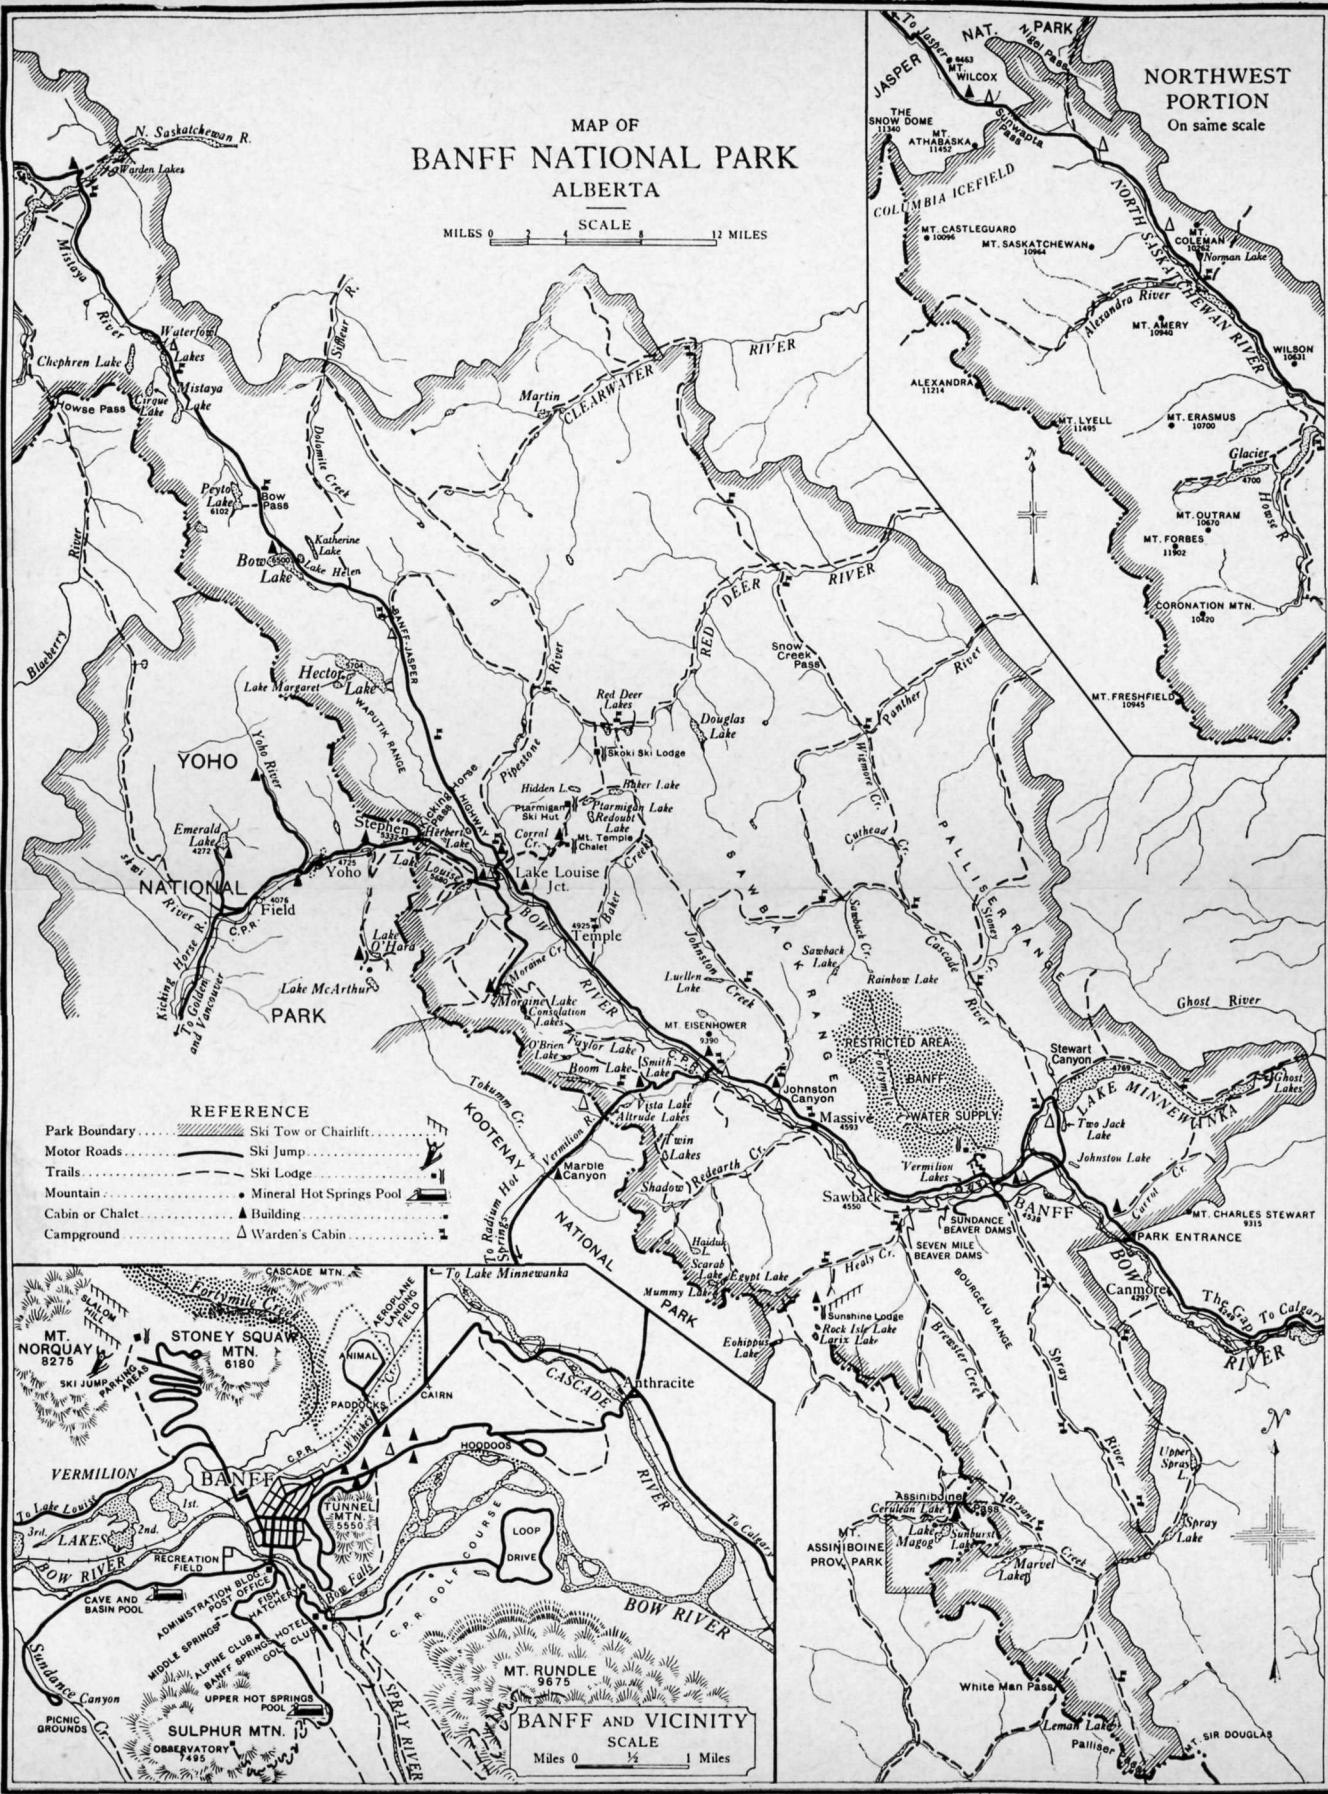 MAP OF
BANFF NATIONAL PARK
ALBERTA
SCALE
MILES 0 2 4 8 12 MILES
N. Saskatchewan R.
Warden Lakes
Mistaya
River
Waterfowl
Lakes
Chephren Lake
Cirque
Lake
Mistaya
Lake
Howse Pass
Siffleur R.
Dolomite Creek
Martin
CLEARWATER
RIVER
Peyto
Lake
6102
Bow
Pass
Katherine
Lake
Bow
Lake
6500
Lake Helen
River
Blaeberry
BANFF-JASPER
HIGHWAY
Hector
Lake
5704
Lake Margaret
WAPUTIK RANGE
River
Pipestone
RED
DEER
RIVER
Snow
Creek
Pass
Panther
River
Red Deer
Lakes
Douglas
Lake
Skoki Ski Lodge
Wigmore Cr.
Hidden L.
Baker Lake
Ptarmigan
Ski Hut
Ptarmigan Lake
Redoubt
Lake
Corral
Cr.
Mt. Temple
Chalet
Cuthead
Cr.
PALLISER RANGE
SAWBACK RANGE
YOHO
NATIONAL
PARK
Yoho River
Emerald
Lake
4272
Stephen
5332
Kicking Horse
Pass
Herbert
Lake
4725
Yoho
Lake
Louise
5680
Lake Louise
Jct.
4076
Field
C.P.R.
River
Kicking Horse R.
To Golden
and Vancouver
Lake
O'Hara
Lake McArthur
BOW
RIVER
4925
Temple
Baker
Creek
Moraine Cr.
Moraine Lake
Consolation
Lakes
Johnston
Creek
Luellen
Lake
Sawback
Lake
Sawback Cr.
Rainbow Lake
Cascade
River
Stoney
Cr.
Ghost River
MT. EISENHOWER
9390
O'Brien
Lake
Taylor Lake
Smith
Lake
Boom Lake
C.P.R.
RESTRICTED AREA
BANFF
WATER SUPPLY
Fortymile
Stewart
Canyon
4769
LAKE MINNEWANKA
Ghost
Lakes
Two Jack
Lake
Johnston Lake
Johnston
Canyon
Massive
4593
Tokumm Cr.
KOOTENAY
NATIONAL
PARK
Vista Lake
Altrude Lakes
Vermilion R.
Marble
Canyon
To Radium Hot
Springs
Twin
Lakes
Redearth Cr.
Shadow
L.
Haiduk
L.
Scarab
Lake
Egypt Lake
Mummy Lake
Vermilion
Lakes
Sawback
4550
BANFF
4538
SUNDANCE
BEAVER DAMS
SEVEN MILE
BEAVER DAMS
Carrot Cr.
MT. CHARLES STEWART
9315
PARK ENTRANCE
BOW
RIVER
Canmore
4297
The Gap
To Calgary
Healy Cr.
BOURGEAU RANGE
Sunshine Lodge
Rock Isle Lake
Larix Lake
Eohippus
Lake
Brewster Creek
Spray
River
Upper
Spray
L.
Spray
Lake
N
Assiniboine
Pass
Cerulean Lake
Lake
Magog
Sunburst
Lake
Bryant
Creek
Marvel
Lake
MT.
ASSINIBOINE
PROV. PARK
White Man Pass
Leman Lake
Palliser Pass
MT. SIR DOUGLAS
REFERENCE
Park Boundary
Motor Roads
Trails
Mountain
Cabin or Chalet
Campground
Ski Tow or Chairlift
Ski Jump
Ski Lodge
Mineral Hot Springs Pool
Building
Warden's Cabin
NORTHWEST
PORTION
On same scale
To Jasper
JASPER NAT. PARK
Nigel Pass
8463
MT.
WILCOX
THE
SNOW DOME
11340
MT.
ATHABASKA
11452
Sunwapta
Pass
COLUMBIA ICEFIELD
MT. CASTLEGUARD
10096
MT. SASKATCHEWAN
10964
NORTH SASKATCHEWAN RIVER
MT.
COLEMAN
10262
Norman Lake
Alexandra River
MT. AMERY
10940
WILSON
10631
ALEXANDRA
11214
MT. LYELL
11495
MT. ERASMUS
10700
Glacier
L.
4700
Howse R.
N
MT. OUTRAM
10670
MT. FORBES
11902
CORONATION MTN.
10420
MT. FRESHFIELD
10945
CASCADE MTN.
Fortymile Creek
SLALOM
HILL
MT.
NORQUAY
8275
SKI JUMP
PARKING
AREAS
STONEY SQUAW
MTN.
6180
AEROPLANE
LANDING
FIELD
ANIMAL
PADDOCKS
Whiskey Cr.
CAIRN
To Lake Minnewanka
CASCADE
RIVER
Anthracite
HOODOOS
To Calgary
C.P.R.
VERMILION
LAKES
To Lake Louise
1st.
2nd.
3rd.
BANFF
TUNNEL
MTN.
5550
BOW RIVER
RECREATION
FIELD
CAVE AND
BASIN POOL
ADMINISTRATION BLDG.
POST OFFICE
FISH
HATCHERY
Bow Falls
MIDDLE SPRINGS
ALPINE CLUB
BANFF SPRINGS HOTEL
GOLF CLUB
C.P.R. GOLF COURSE
LOOP
DRIVE
BOW RIVER
Sundance
Canyon
Cr.
PICNIC
GROUNDS
UPPER HOT SPRINGS
POOL
SULPHUR MTN.
OBSERVATORY
7495
SPRAY RIVER
MT. RUNDLE
9675
BANFF AND VICINITY
SCALE
Miles 0 ½ 1 Miles